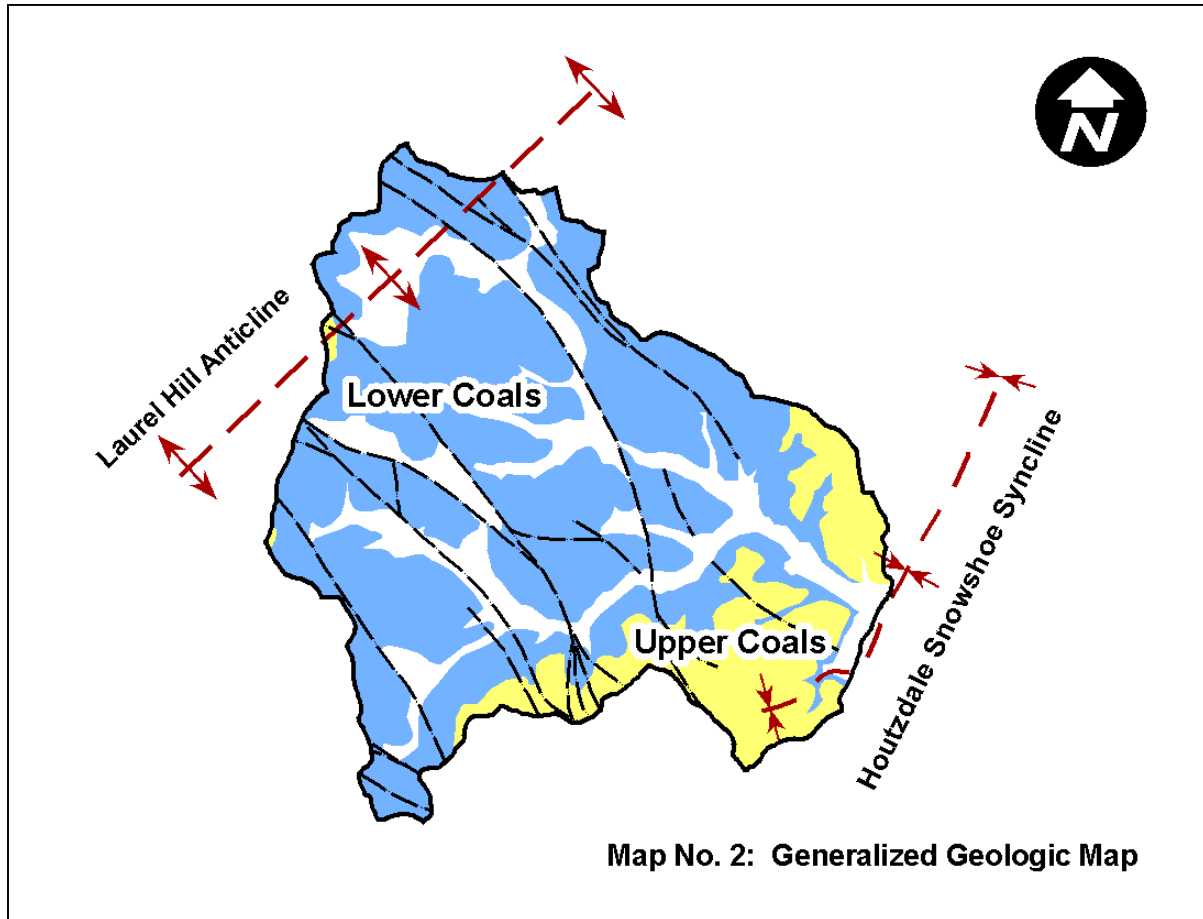 N
Laurel Hill Anticline
Lower Coals
Houtzdale Snowshoe Syncline
Upper Coals
Map No. 2:  Generalized Geologic Map